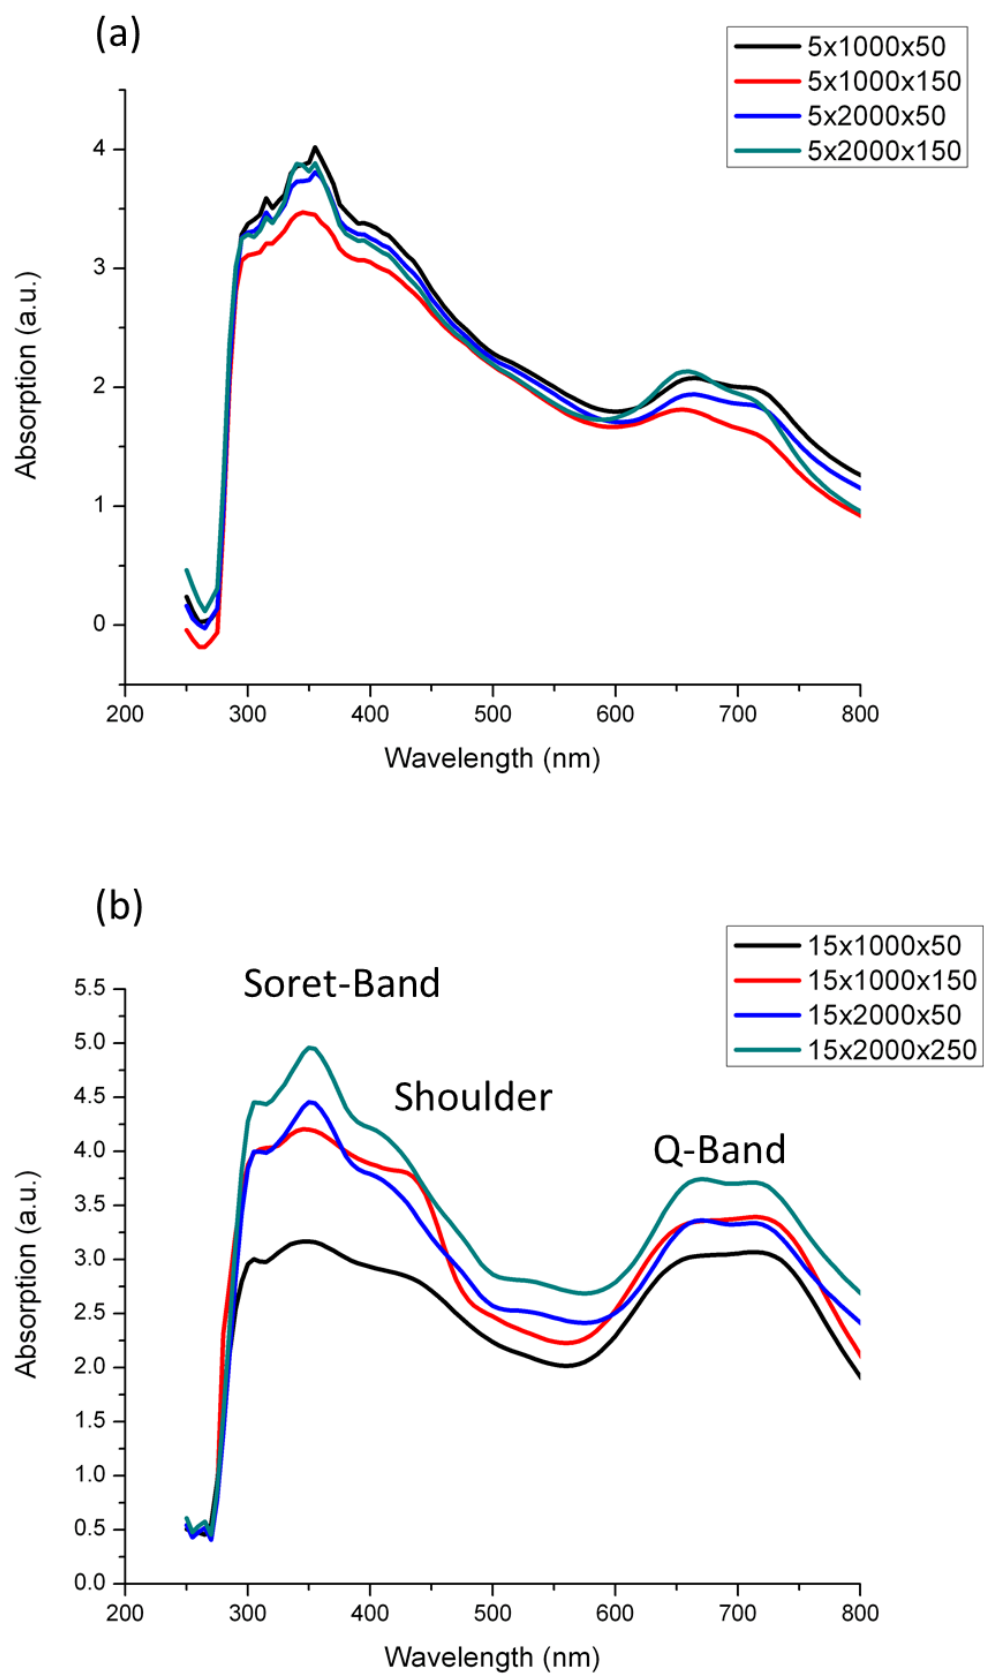 (a)
5x1000x50
5x1000x150
5x2000x50
5x2000x150
4
3
2
1
0
Absorption (a.u.)
200 300 400 500 600 700 800
Wavelength (nm)
(b)
15x1000x50
15x1000x150
15x2000x50
15x2000x250
Soret-Band
Shoulder
Q-Band
5.5
5.0
4.5
4.0
3.5
3.0
2.5
2.0
1.5
1.0
0.5
0.0
Absorption (a.u.)
200 300 400 500 600 700 800
Wavelength (nm)